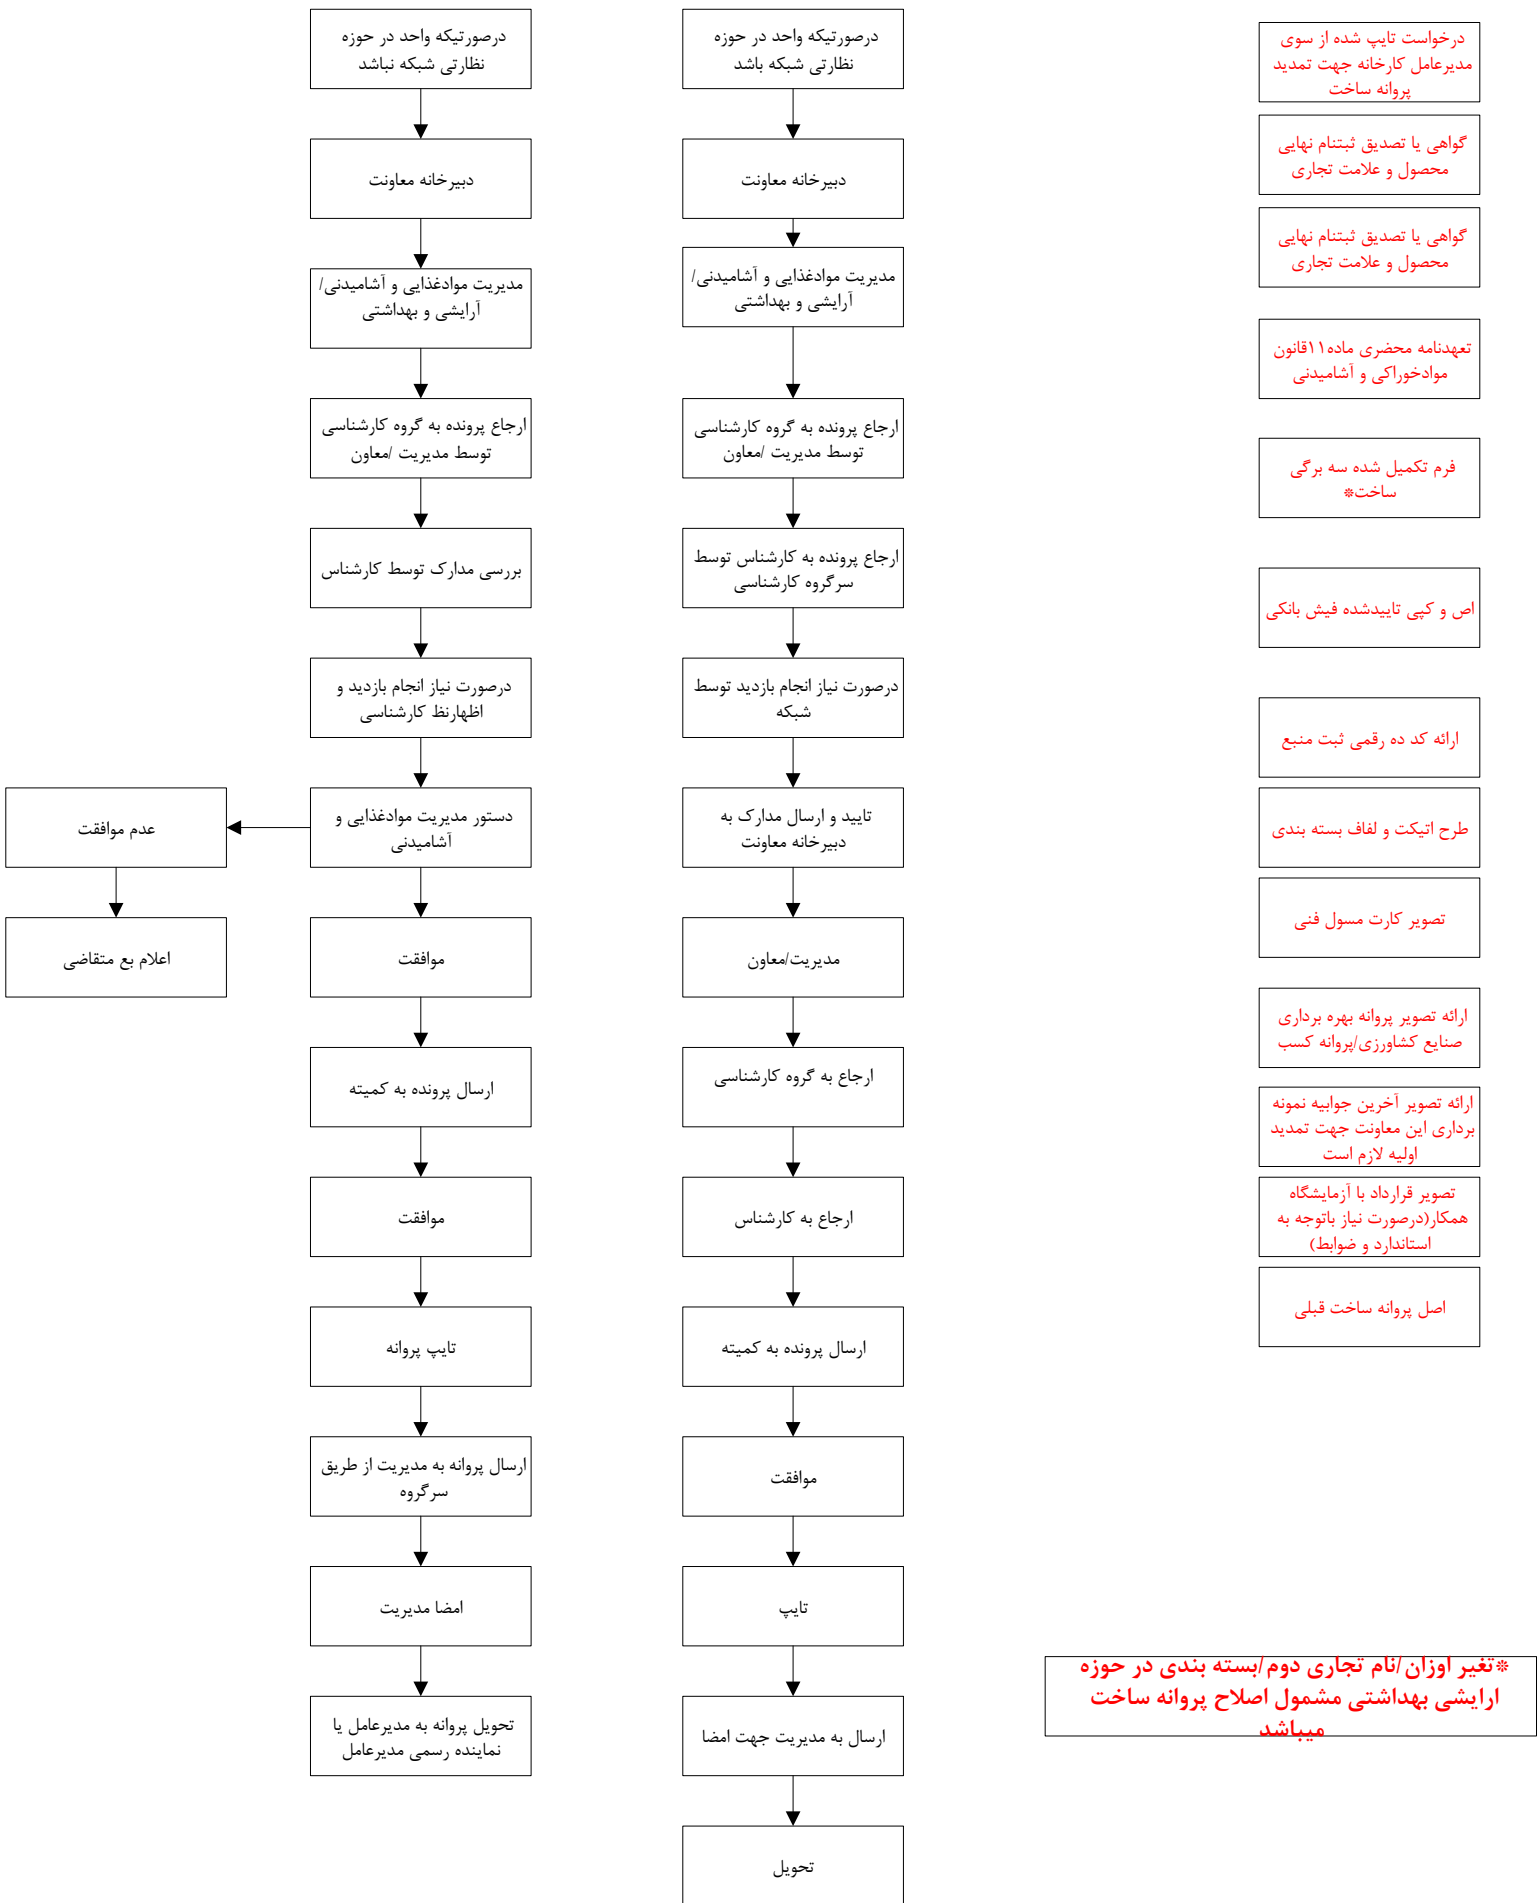 درخواست تایپ شده از سوی
مدیرعامل کارخانه جهت تمدید
پروانه ساخت
گواهی یا تصدیق ثبتنام نهایی
محصول و علامت تجاری
گواهی یا تصدیق ثبتنام نهایی
محصول و علامت تجاری
تعهدنامه محضری ماده۱۱قانون
موادخوراکی و آشامیدنی
فرم تکمیل شده سه برگی
ساخت*
اص و کپی تاییدشده فیش بانکی
ارائه کد ده رقمی ثبت منبع
طرح اتیکت و لفاف بسته بندی
تصویر کارت مسول فنی
ارائه تصویر پروانه بهره برداری
صنایع کشاورزی/پروانه کسب
ارائه تصویر آخرین جوابیه نمونه
برداری این معاونت جهت تمدید
اولیه لازم است
تصویر قرارداد با آزمایشگاه
همکار(درصورت نیاز باتوجه به
استاندارد و ضوابط)
اصل پروانه ساخت قبلی
*تغیر اوزان/نام تجاری دوم/بسته بندی در حوزه
ارایشی بهداشتی مشمول اصلاح پروانه ساخت
میباشد
درصورتیکه واحد در حوزه
نظارتی شبکه باشد
دبیرخانه معاونت
مدیریت موادغذایی و آشامیدنی/
آرایشی و بهداشتی
ارجاع پرونده به گروه کارشناسی
توسط مدیریت /معاون
ارجاع پرونده به کارشناس توسط
سرگروه کارشناسی
درصورت نیاز انجام بازدید توسط
شبکه
تایید و ارسال مدارک به
دبیرخانه معاونت
مدیریت/معاون
ارجاع به گروه کارشناسی
ارجاع به کارشناس
ارسال پرونده به کمیته
موافقت
تایپ
ارسال به مدیریت جهت امضا
تحویل
درصورتیکه واحد در حوزه
نظارتی شبکه نباشد
دبیرخانه معاونت
مدیریت موادغذایی و آشامیدنی/
آرایشی و بهداشتی
ارجاع پرونده به گروه کارشناسی
توسط مدیریت /معاون
بررسی مدارک توسط کارشناس
درصورت نیاز انجام بازدید و
اظهارنظ کارشناسی
دستور مدیریت موادغذایی و
آشامیدنی
موافقت
ارسال پرونده به کمیته
موافقت
تایپ پروانه
ارسال پروانه به مدیریت از طریق
سرگروه
امضا مدیریت
تحویل پروانه به مدیرعامل یا
نماینده رسمی مدیرعامل
عدم موافقت
اعلام بع متقاضی